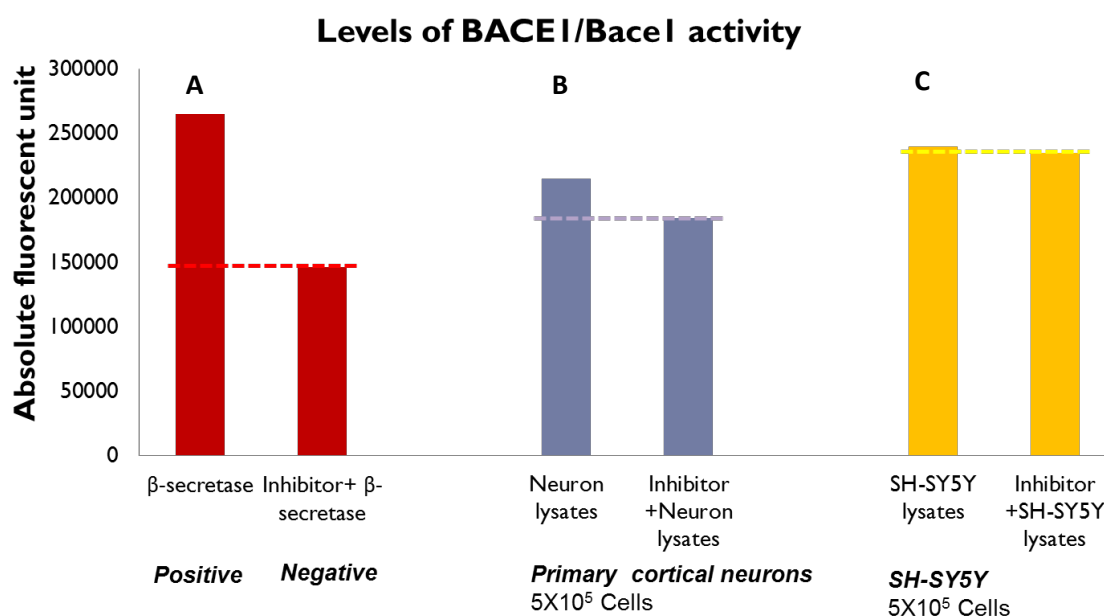 Levels of BACE1/Bace1 activity
Absolute fluorescent unit
300000
250000
200000
150000
100000
50000
0
A
B
C
β-secretase
Inhibitor+ β-
secretase
Neuron
lysates
Inhibitor
+Neuron
lysates
SH-SY5Y
lysates
Inhibitor
+SH-SY5Y
lysates
Positive
Negative
Primary cortical neurons
5X10⁵ Cells
SH-SY5Y
5X10⁵ Cells